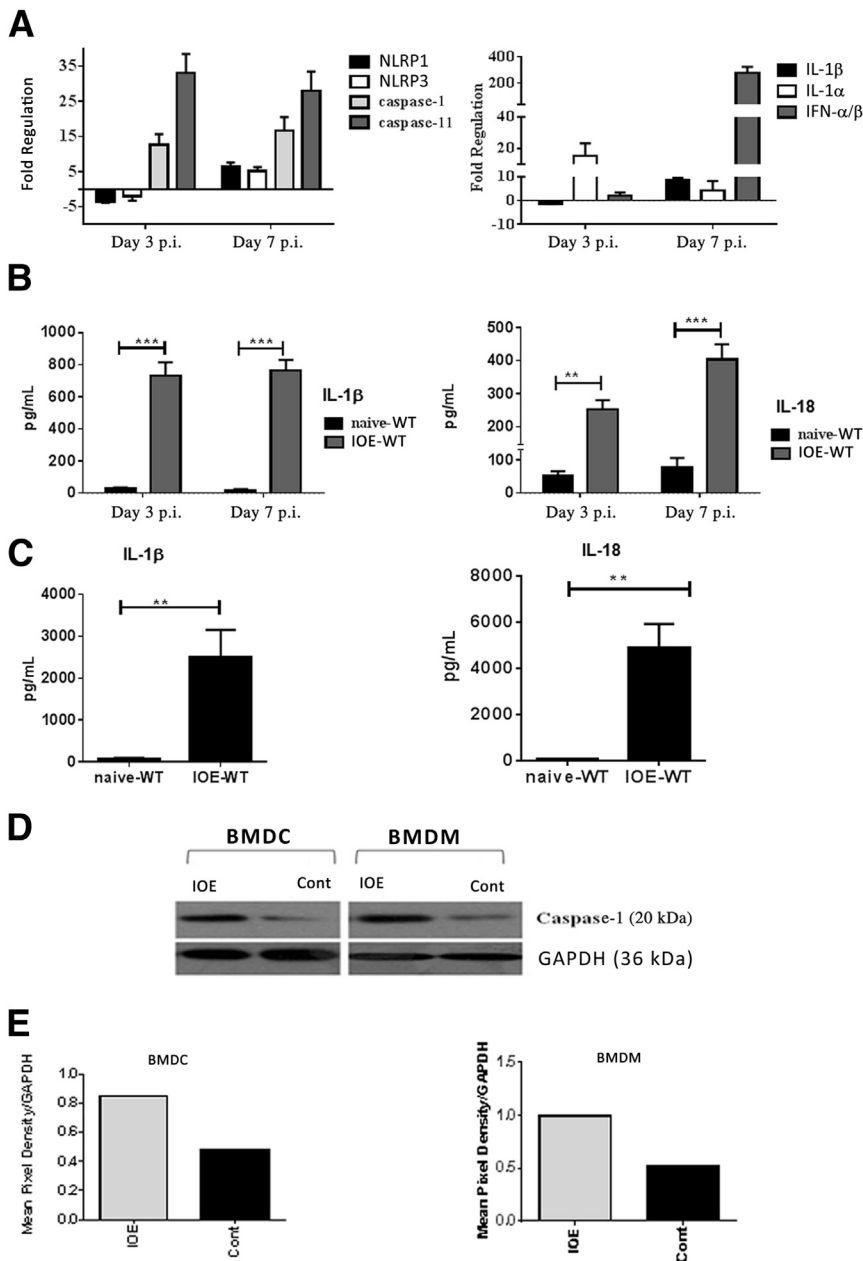 A
Fold Regulation
35
25
15
5
-5
Day 3 p.i.
Day 7 p.i.
NLRP1
NLRP3
caspase-1
caspase-11
Fold Regulation
400
200
40
20
10
0
-10
Day 3 p.i.
Day 7 p.i.
IL-1β
IL-1α
IFN-α/β
B
pg/mL
1000
800
600
400
200
0
***
***
Day 3 p.i.
Day 7 p.i.
IL-1β
naive-WT
IOE-WT
pg/mL
500
400
300
200
100
0
**
***
Day 3 p.i.
Day 7 p.i.
IL-18
naive-WT
IOE-WT
C
IL-1β
pg/mL
4000
3000
2000
1000
0
**
naive-WT
IOE-WT
IL-18
pg/mL
8000
6000
4000
2000
0
**
naive-WT
IOE-WT
D
BMDC
BMDM
IOE
Cont
IOE
Cont
Caspase-1 (20 kDa)
GAPDH (36 kDa)
E
Mean Pixel Density/GAPDH
BMDC
1.0
0.8
0.6
0.4
0.2
0.0
IOE
Cont
Mean Pixel Density/GAPDH
BMDM
1.5
1.0
0.5
0.0
IOE
Cont